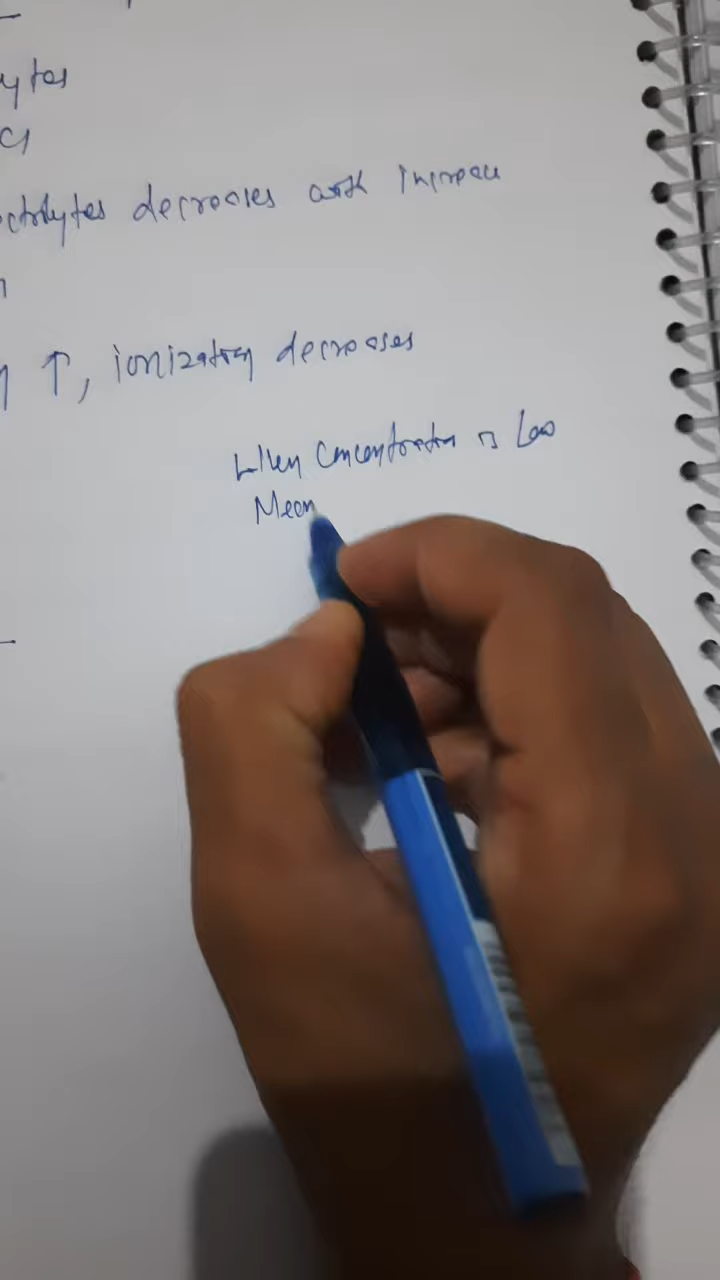 ytes
Cl
ctrolytes decreases with increase
n
n ↑, ionization decreases
When Concentration is Low
Mean